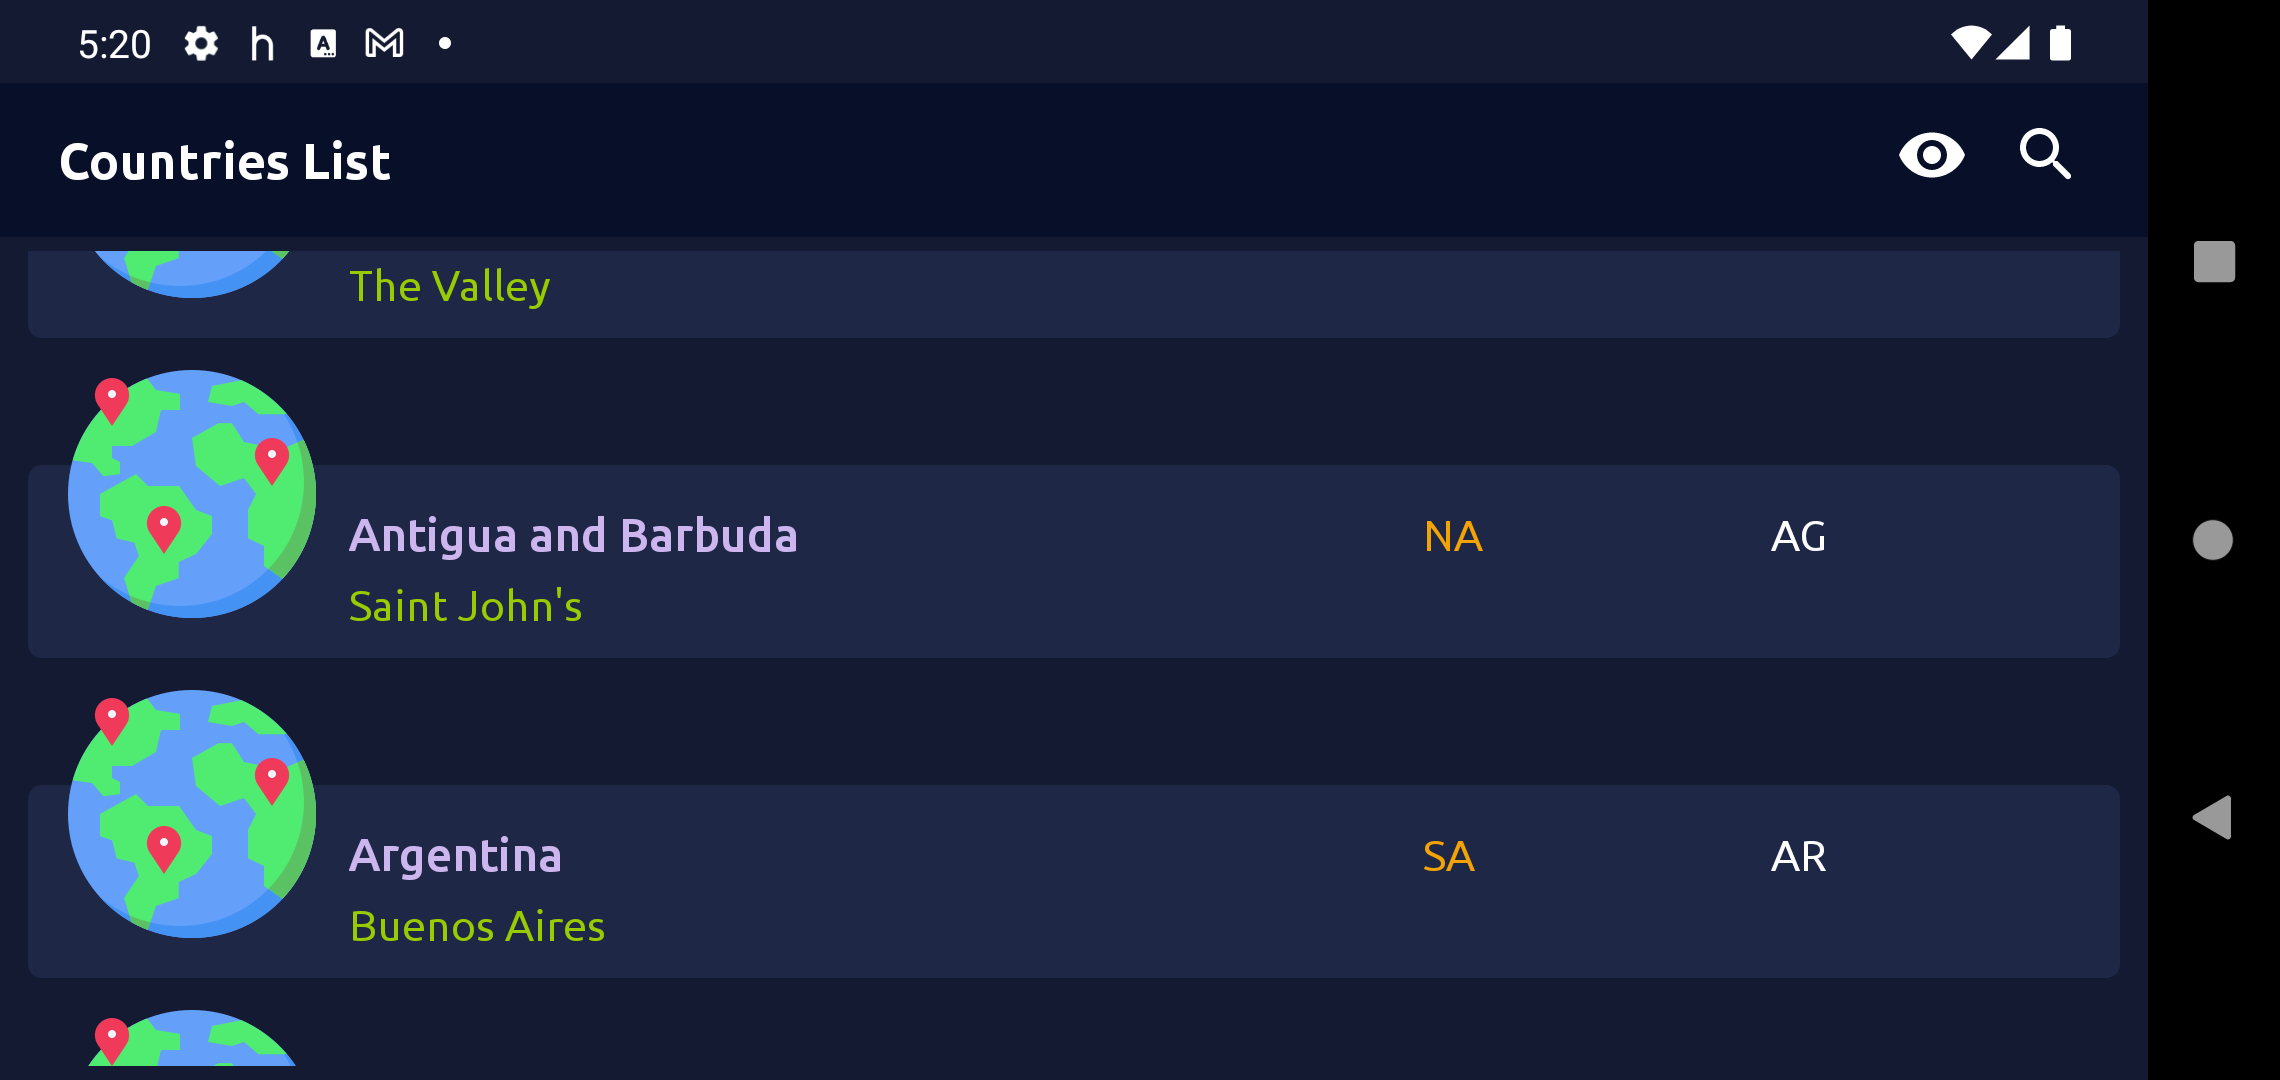 5:20
Countries List
The Valley
Antigua and Barbuda NA AG
Saint John's
Argentina SA AR
Buenos Aires